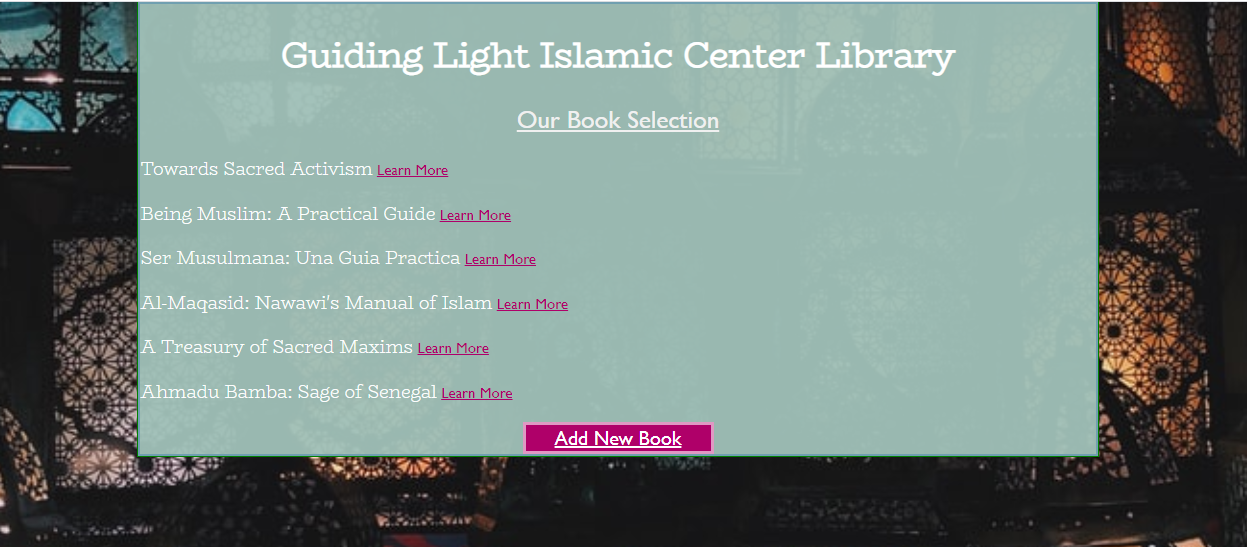 Guiding Light Islamic Center Library
Our Book Selection
Towards Sacred Activism Learn More
Being Muslim: A Practical Guide Learn More
Ser Musulmana: Una Guia Practica Learn More
Al-Maqasid: Nawawi's Manual of Islam Learn More
A Treasury of Sacred Maxims Learn More
Ahmadu Bamba: Sage of Senegal Learn More
Add New Book